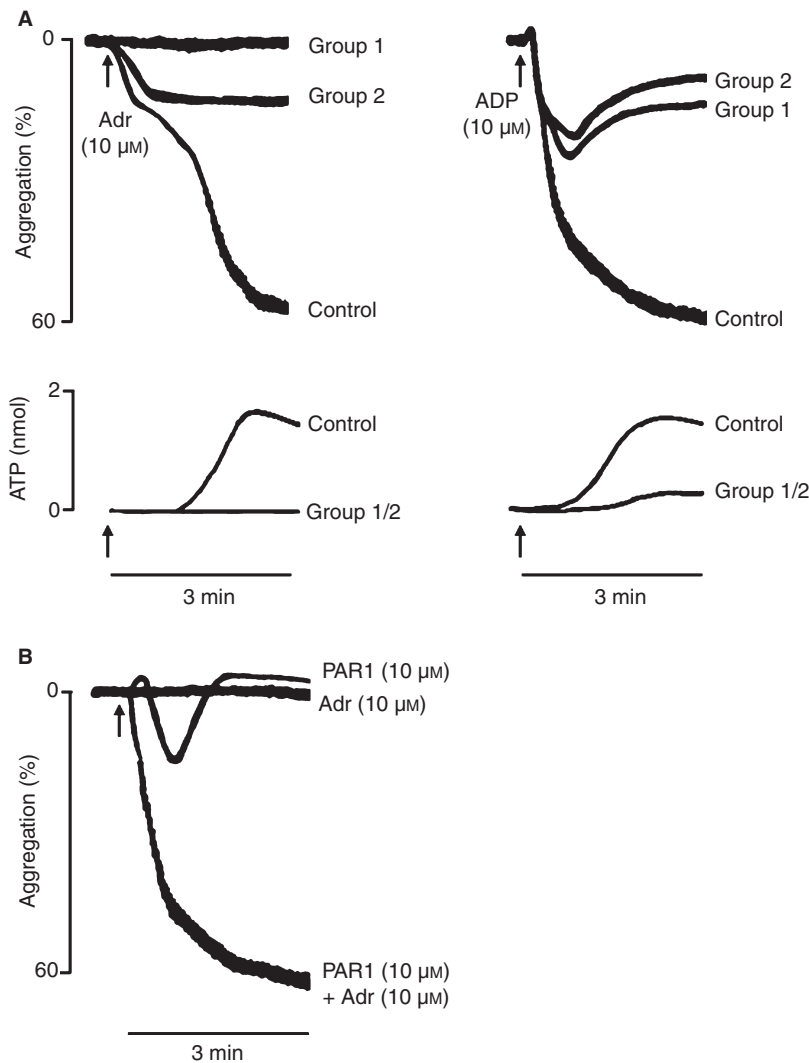 A
0
Aggregation (%)
60
Adr
(10 µM)
Group 1
Group 2
Control
ADP
(10 µM)
Group 2
Group 1
Control
2
ATP (nmol)
0
Control
Group 1/2
3 min
Control
Group 1/2
3 min
B
0
Aggregation (%)
60
PAR1 (10 µM)
Adr (10 µM)
PAR1 (10 µM)
+ Adr (10 µM)
3 min